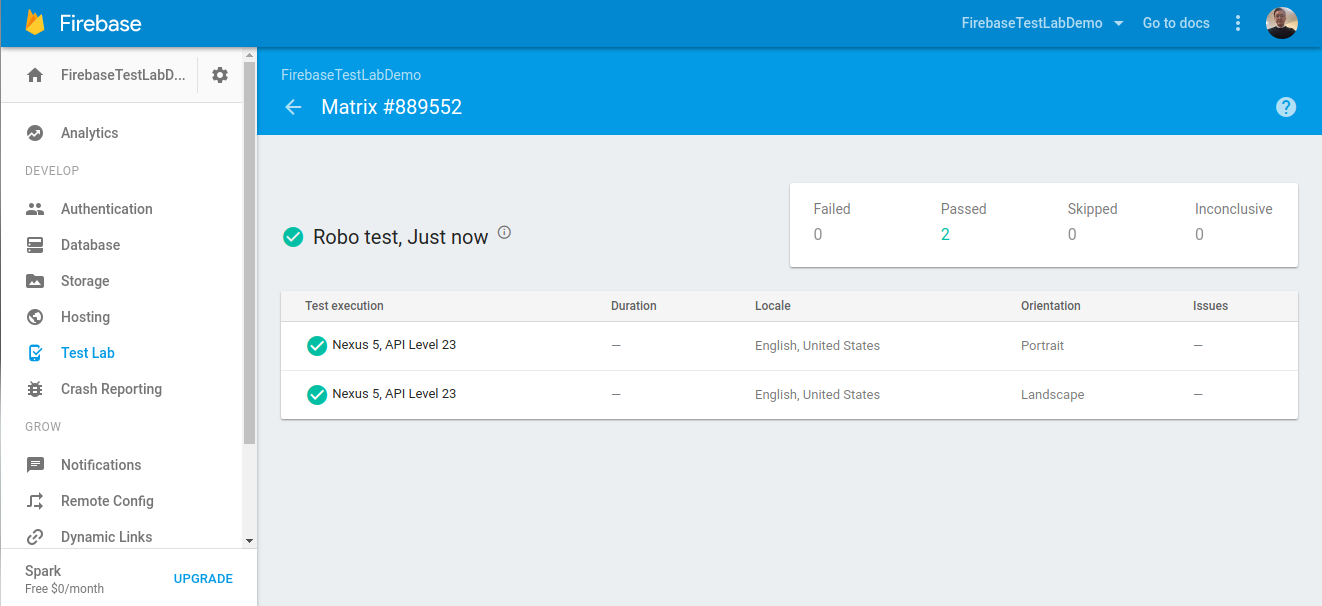 Firebase
FirebaseTestLabDemo
Go to docs
FirebaseTestLabD...
Analytics
DEVELOP
Authentication
Database
Storage
Hosting
Test Lab
Crash Reporting
GROW
Notifications
Remote Config
Dynamic Links
Spark
Free $0/month
UPGRADE
FirebaseTestLabDemo
Matrix #889552
?
Robo test, Just now
Failed Passed Skipped Inconclusive
0 2 0 0
Test execution Duration Locale Orientation Issues
Nexus 5, API Level 23 — English, United States Portrait —
Nexus 5, API Level 23 — English, United States Landscape —